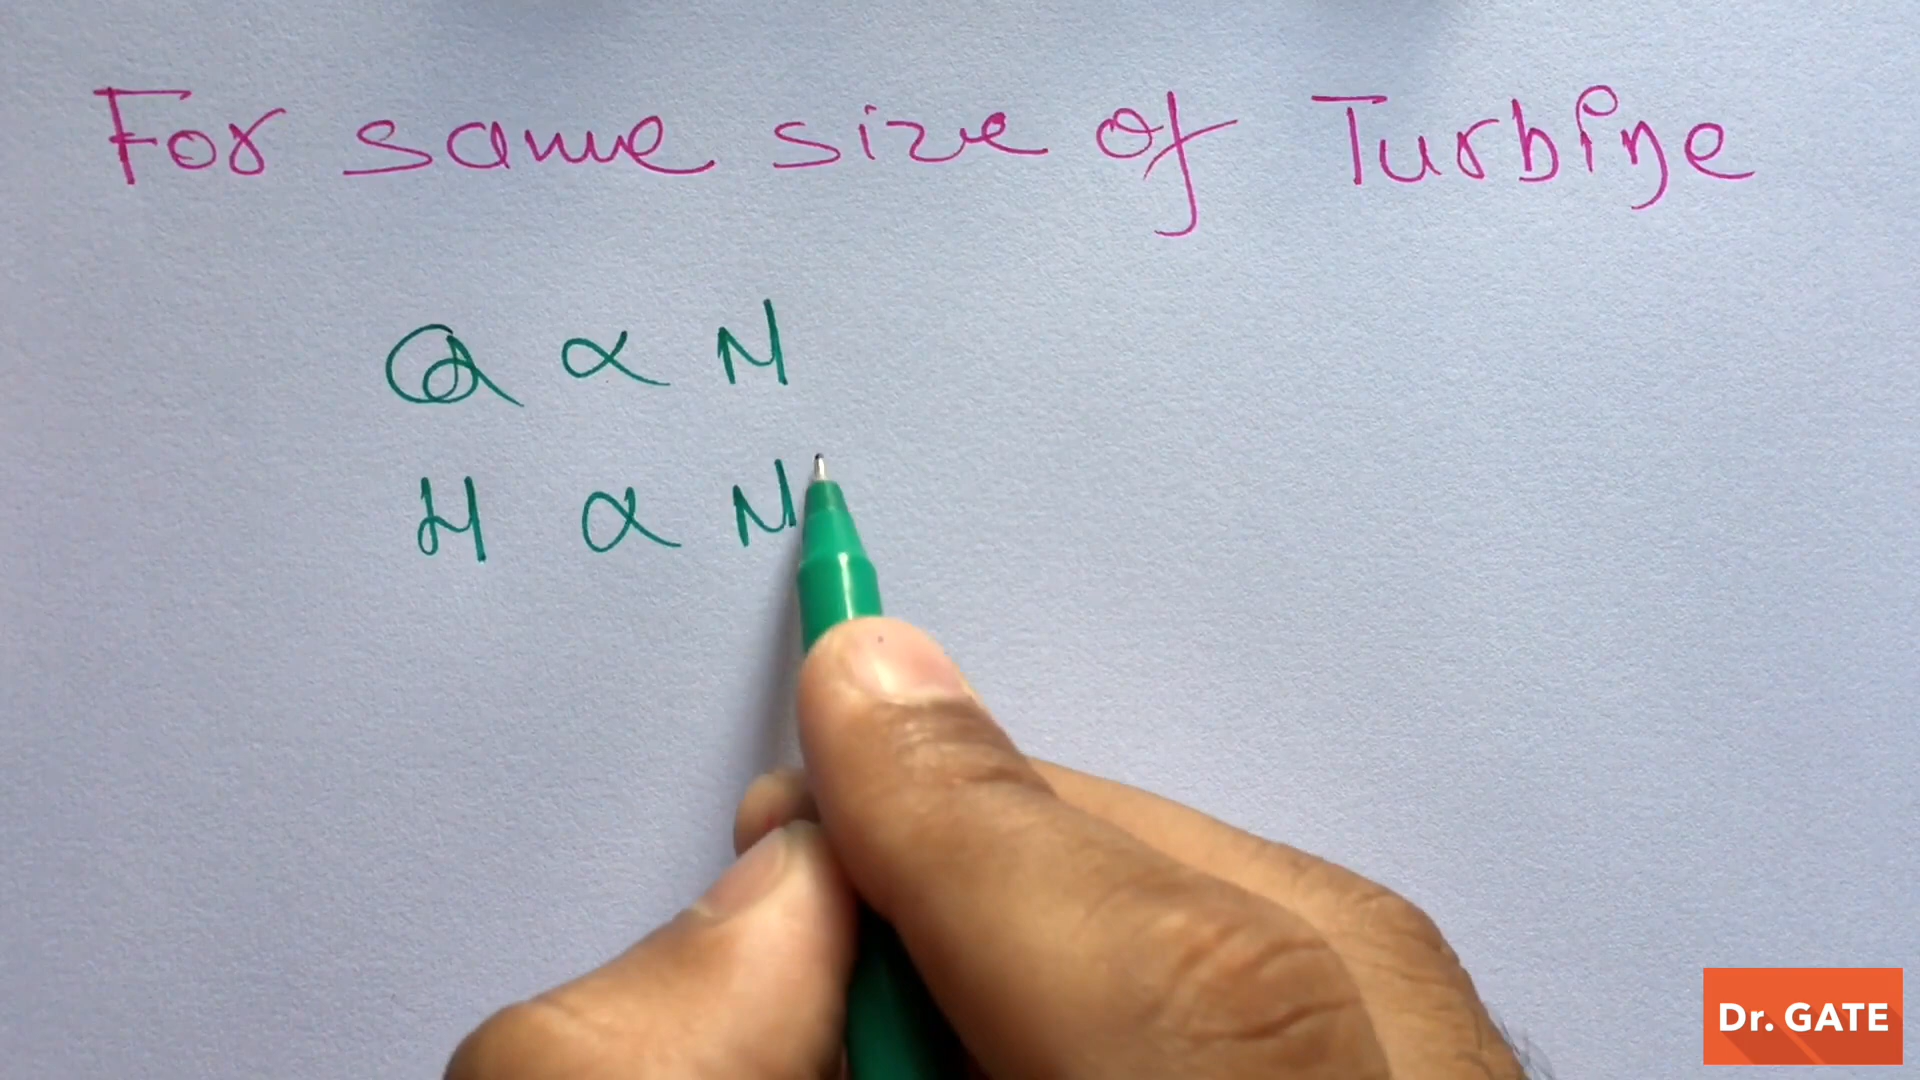 For same size of Turbine
Q α N
H α N
Dr. GATE